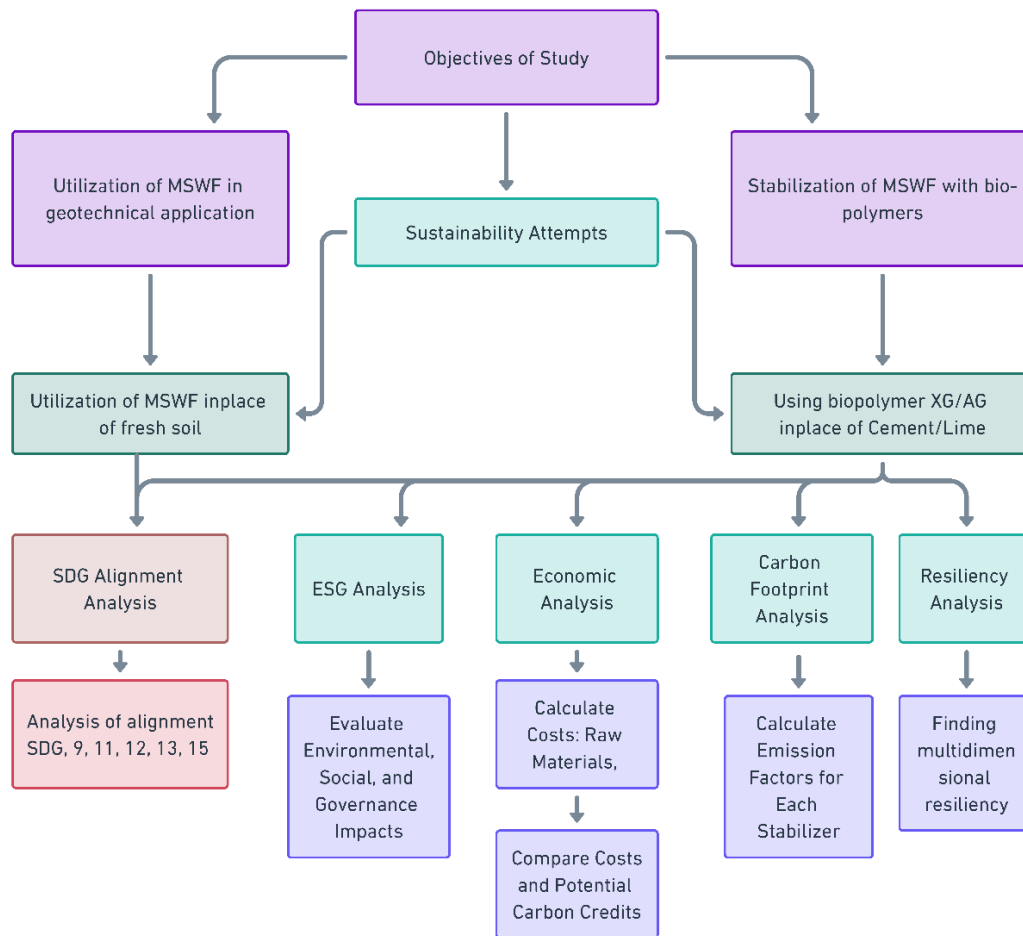 Objectives of Study
Utilization of MSWF in
geotechnical application
Sustainability Attempts
Stabilization of MSWF with bio-
polymers
Utilization of MSWF inplace
of fresh soil
Using biopolymer XG/AG
inplace of Cement/Lime
SDG Alignment
Analysis
ESG Analysis
Economic
Analysis
Carbon
Footprint
Analysis
Resiliency
Analysis
Analysis of alignment
SDG, 9, 11, 12, 13, 15
Evaluate
Environmental,
Social, and
Governance
Impacts
Calculate
Costs: Raw
Materials,
Calculate
Emission
Factors for
Each
Stabilizer
Finding
multidimen
sional
resiliency
Compare Costs
and Potential
Carbon Credits